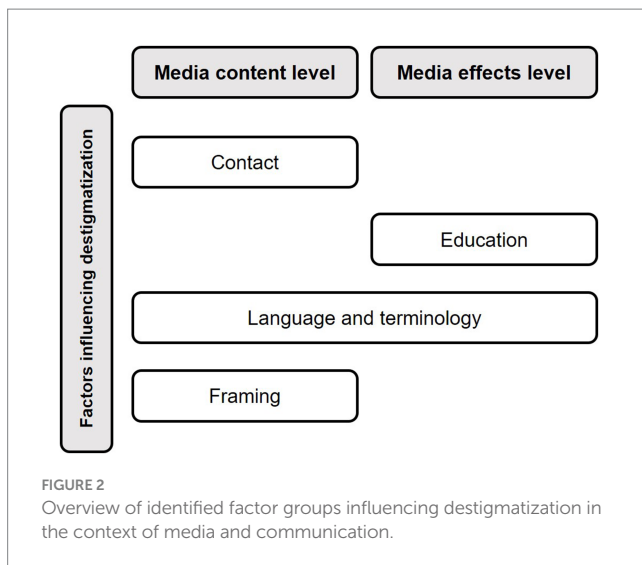 Media content level
Media effects level
Factors influencing destigmatization
Contact
Education
Language and terminology
Framing
FIGURE 2
Overview of identified factor groups influencing destigmatization in
the context of media and communication.